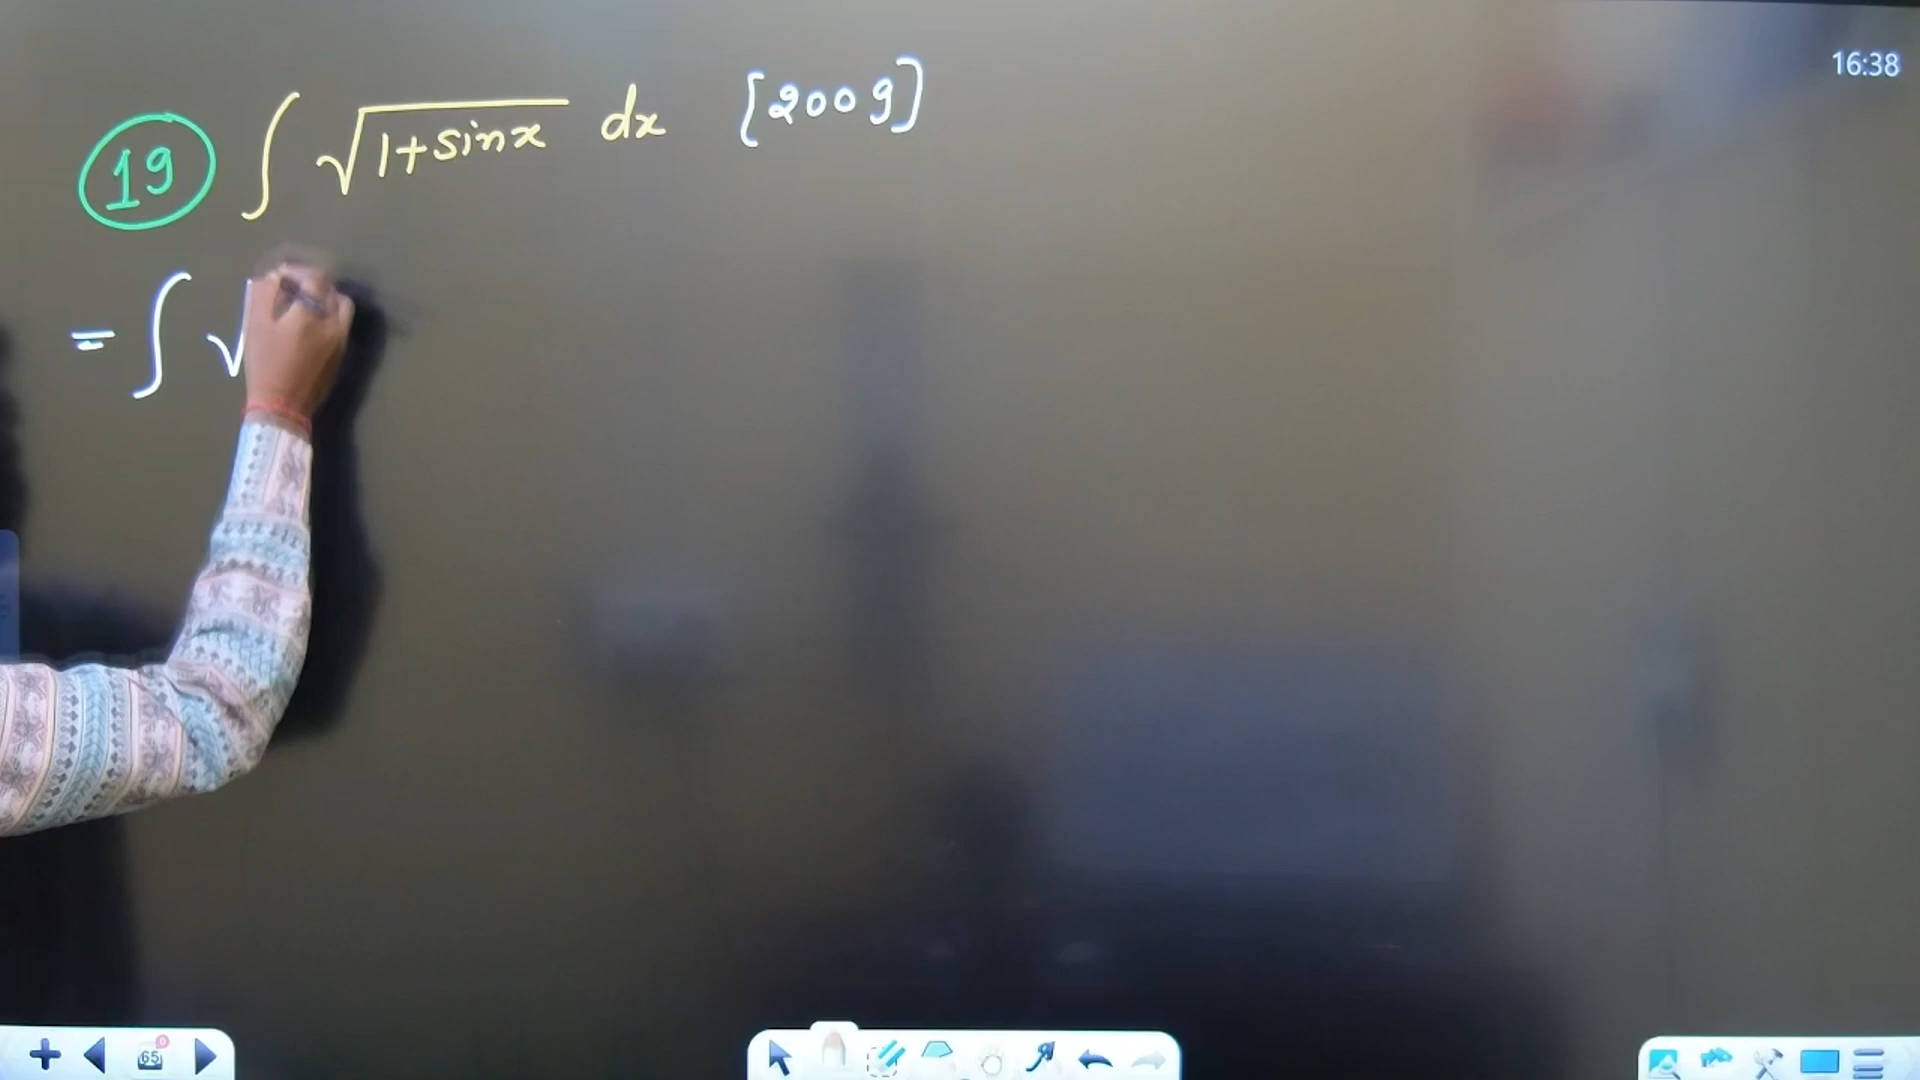 16:38
19 ∫ √1+sinx dx [2009]
= ∫ √
65